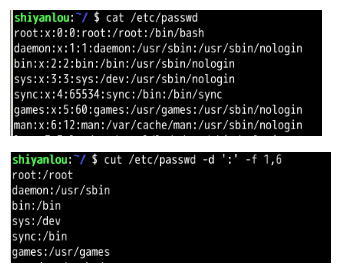 shiyanlou:~/ $ cat /etc/passwd
root:x:0:0:root:/root:/bin/bash
daemon:x:1:1:daemon:/usr/sbin:/usr/sbin/nologin
bin:x:2:2:bin:/bin:/usr/sbin/nologin
sys:x:3:3:sys:/dev:/usr/sbin/nologin
sync:x:4:65534:sync:/bin:/bin/sync
games:x:5:60:games:/usr/games:/usr/sbin/nologin
man:x:6:12:man:/var/cache/man:/usr/sbin/nologin
shiyanlou:~/ $ cut /etc/passwd -d ':' -f 1,6
root:/root
daemon:/usr/sbin
bin:/bin
sys:/dev
sync:/bin
games:/usr/games